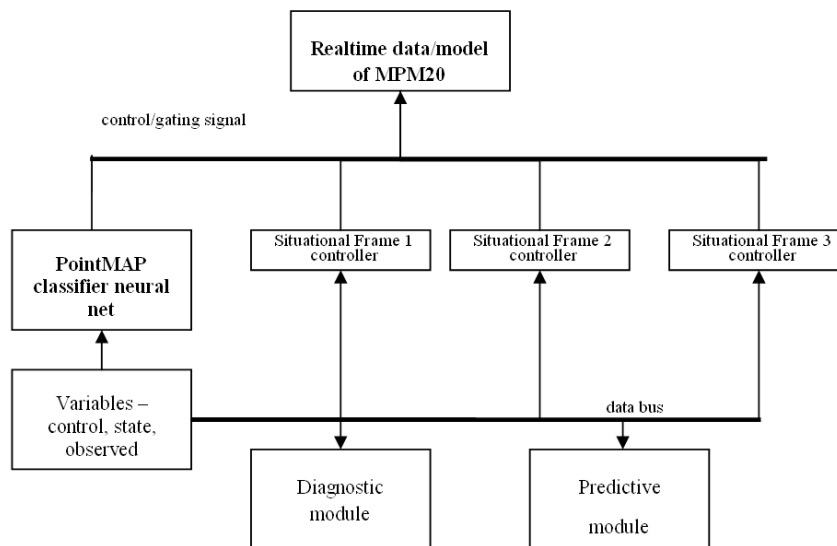 Realtime data/model
of MPM20
control/gating signal
PointMAP
classifier neural
net
Situational Frame 1
controller
Situational Frame 2
controller
Situational Frame 3
controller
Variables –
control, state,
observed
data bus
Diagnostic
module
Predictive
module